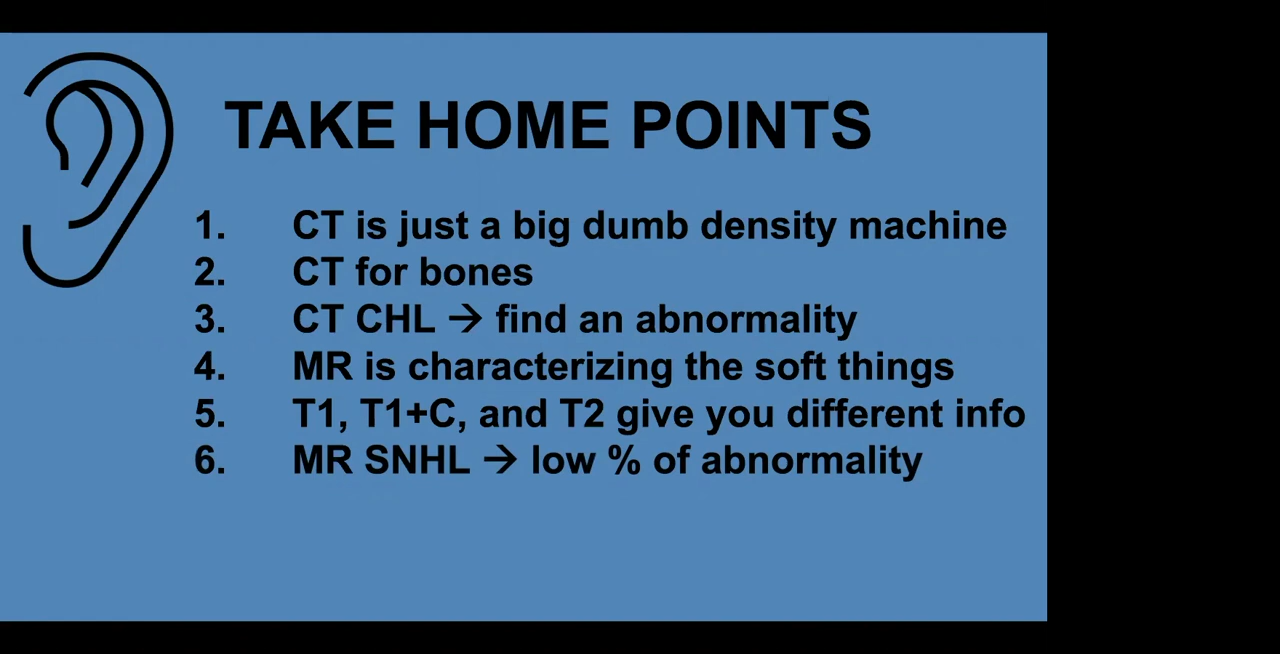 TAKE HOME POINTS
1. CT is just a big dumb density machine
2. CT for bones
3. CT CHL → find an abnormality
4. MR is characterizing the soft things
5. T1, T1+C, and T2 give you different info
6. MR SNHL → low % of abnormality